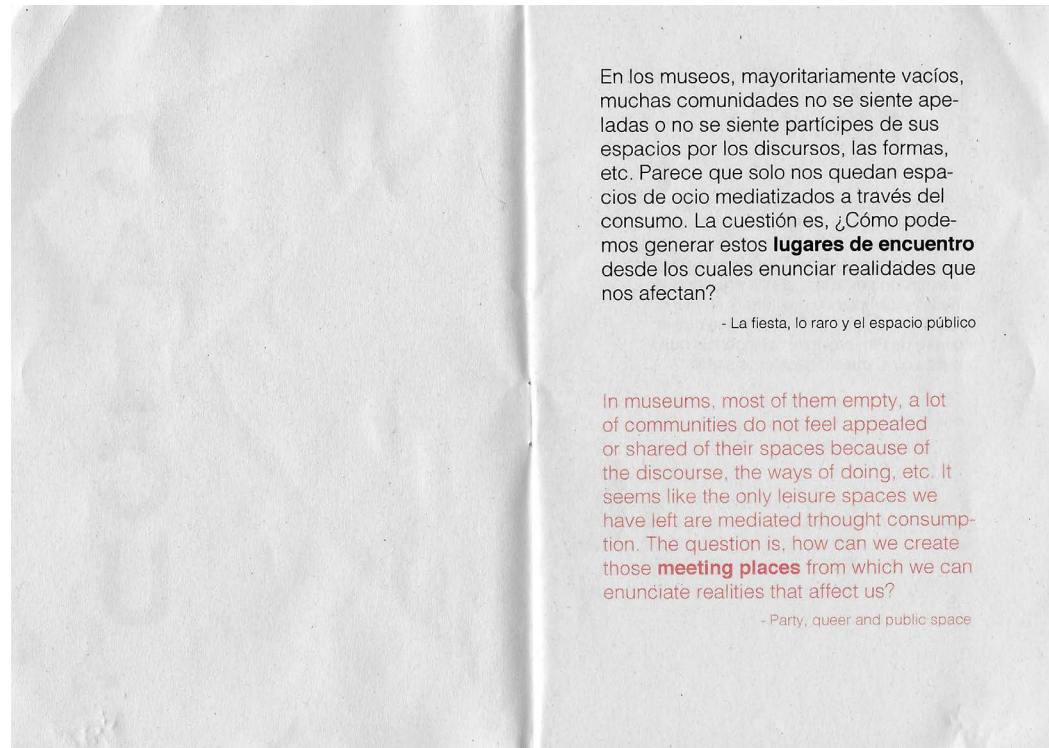 En los museos, mayoritariamente vacíos,
muchas comunidades no se siente ape-
ladas o no se siente partícipes de sus
espacios por los discursos, las formas,
etc. Parece que solo nos quedan espa-
cios de ocio mediatizados a través del
consumo. La cuestión es, ¿Cómo pode-
mos generar estos lugares de encuentro
desde los cuales enunciar realidades que
nos afectan?
- La fiesta, lo raro y el espacio público
In museums, most of them empty, a lot
of communities do not feel appealed
or shared of their spaces because of
the discourse, the ways of doing, etc. It
seems like the only leisure spaces we
have left are mediated trhought consump-
tion. The question is, how can we create
those meeting places from which we can
enunciate realities that affect us?
- Party, queer and public space